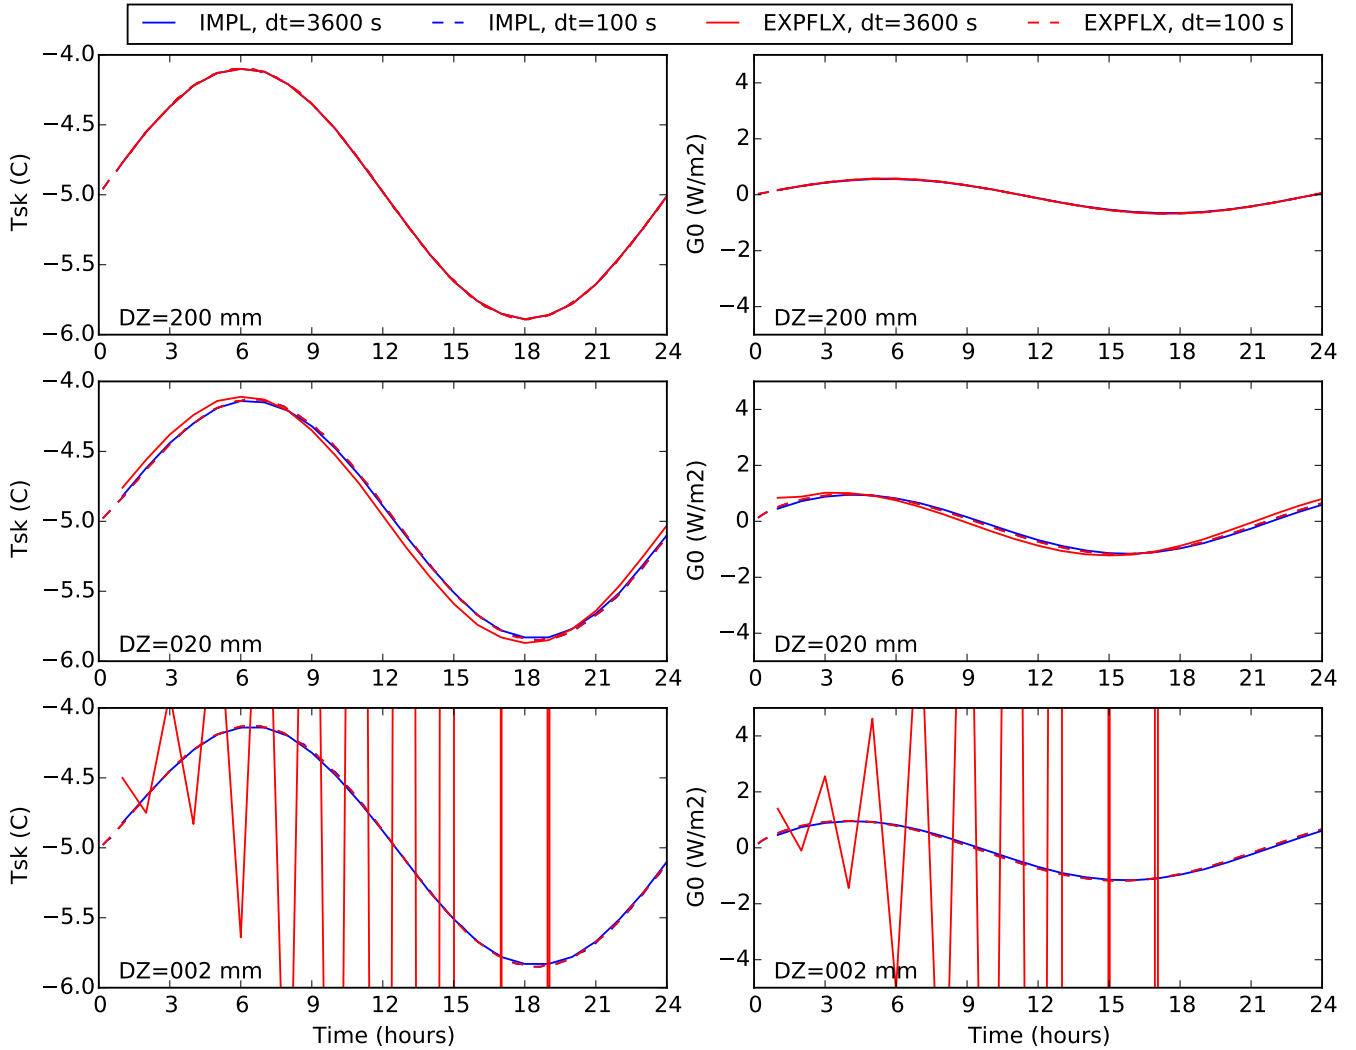 IMPL, dt=3600 s IMPL, dt=100 s EXPFLX, dt=3600 s EXPFLX, dt=100 s
−4.0
−4.5
−5.0
−5.5
−6.0
Tsk (C)
DZ=200 mm
0 3 6 9 12 15 18 21 24
4
2
0
−2
−4
G0 (W/m2)
DZ=200 mm
0 3 6 9 12 15 18 21 24
−4.0
−4.5
−5.0
−5.5
−6.0
Tsk (C)
DZ=020 mm
0 3 6 9 12 15 18 21 24
4
2
0
−2
−4
G0 (W/m2)
DZ=020 mm
0 3 6 9 12 15 18 21 24
−4.0
−4.5
−5.0
−5.5
−6.0
Tsk (C)
DZ=002 mm
0 3 6 9 12 15 18 21 24
Time (hours)
4
2
0
−2
−4
G0 (W/m2)
DZ=002 mm
0 3 6 9 12 15 18 21 24
Time (hours)